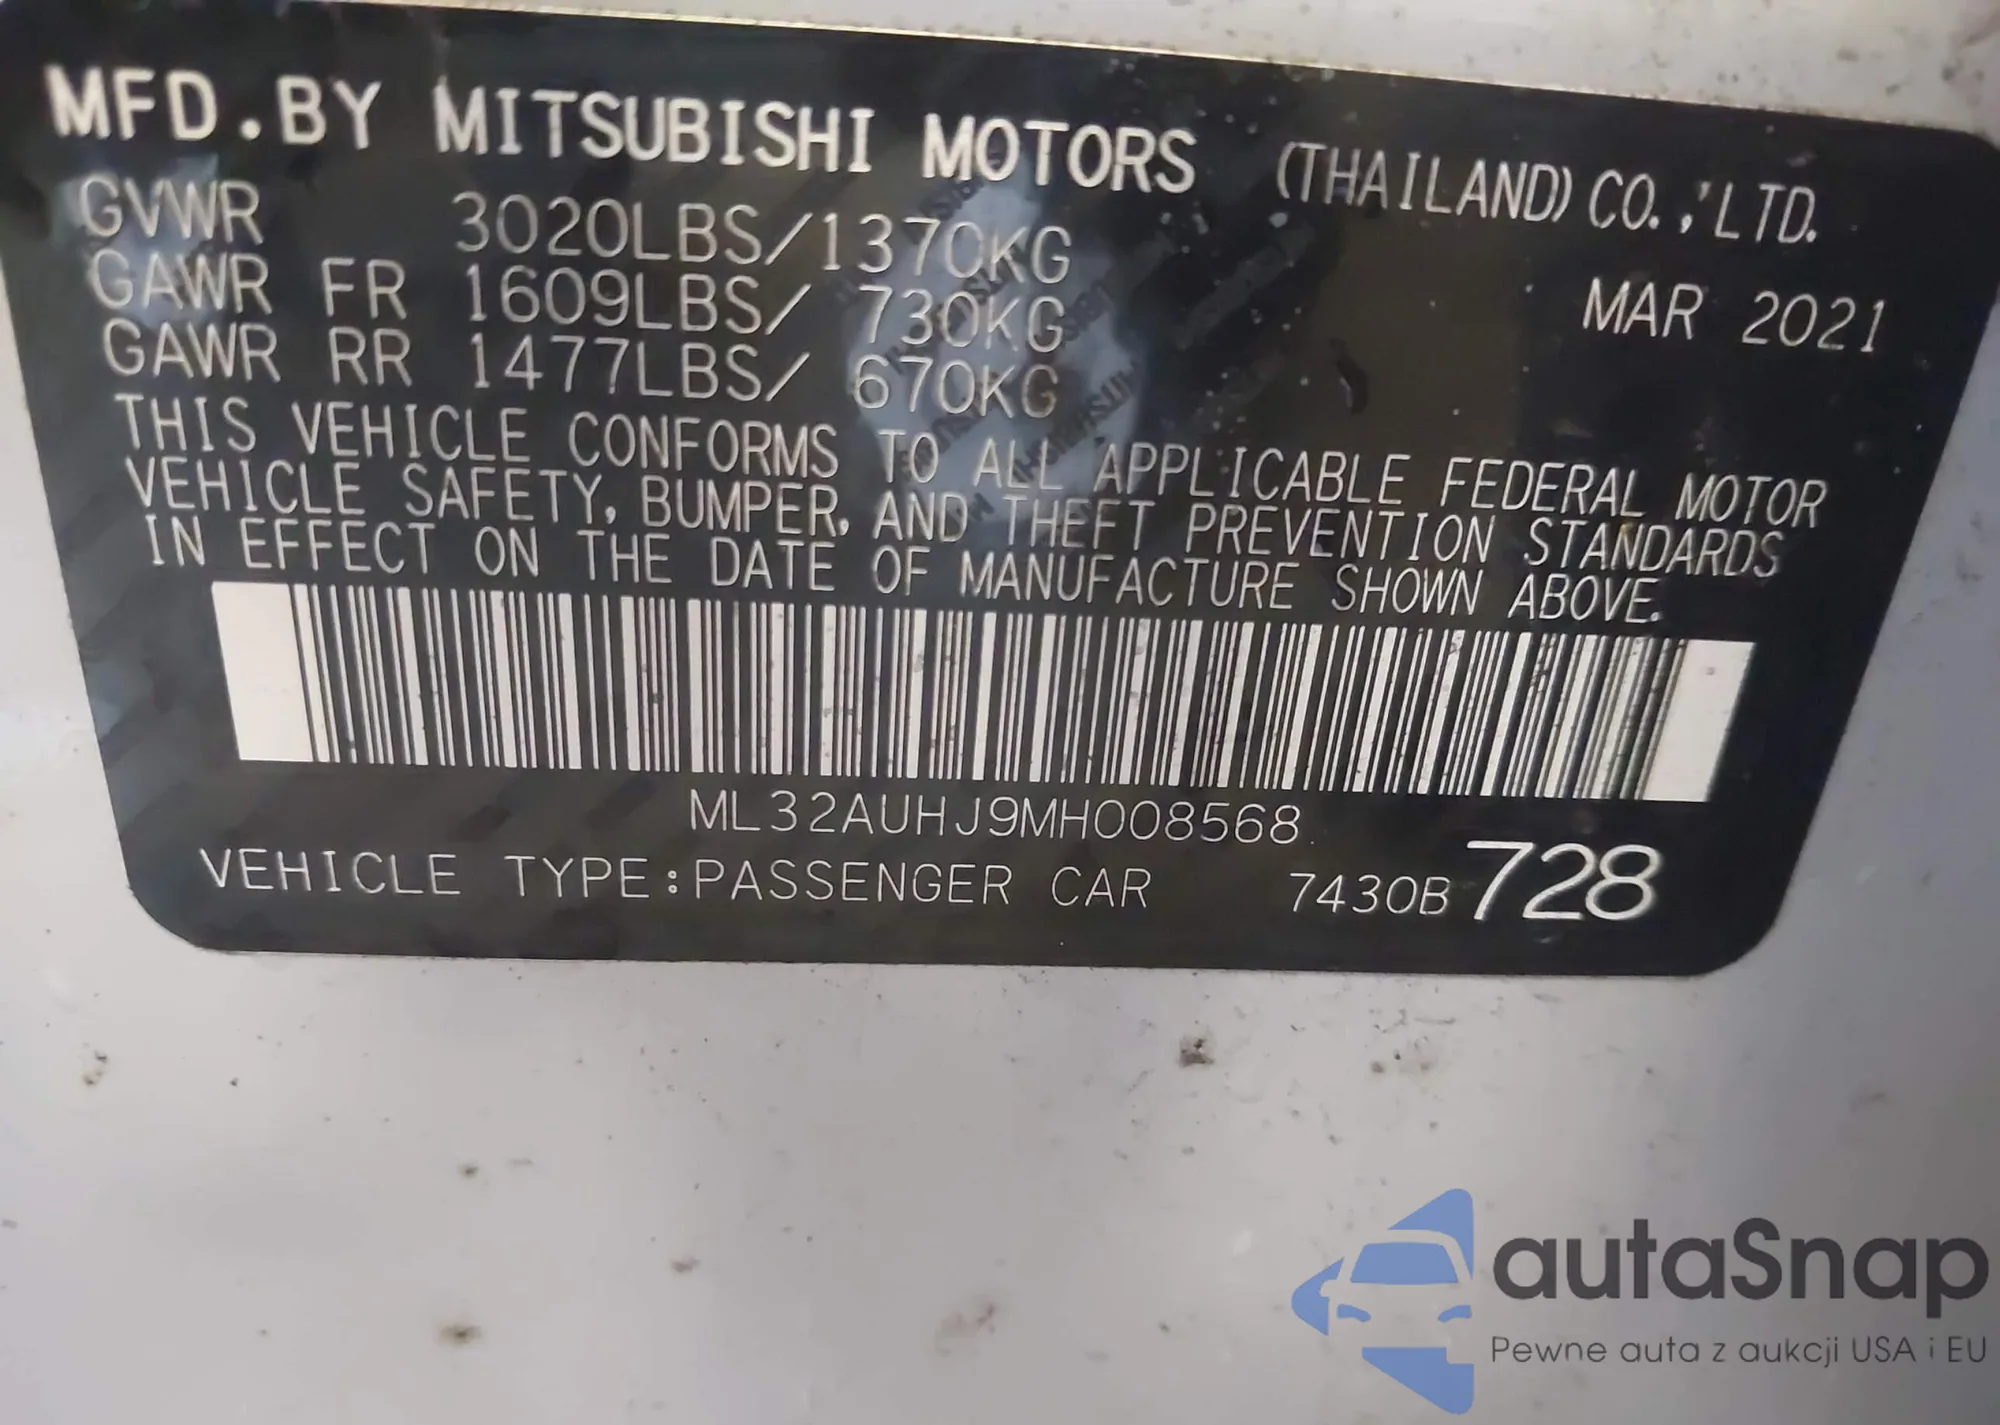 MFD.BY MITSUBISHI MOTORS (THAILAND) CO.,LTD.
GVWR 3020LBS/1370KG
MAR 2021
GAWR FR 1609LBS/ 730KG
GAWR RR 1477LBS/ 670KG
THIS VEHICLE CONFORMS TO ALL APPLICABLE FEDERAL MOTOR
VEHICLE SAFETY, BUMPER, AND THEFT PREVENTION STANDARDS
IN EFFECT ON THE DATE OF MANUFACTURE SHOWN ABOVE.
ML32AUHJ9MH008568
VEHICLE TYPE:PASSENGER CAR 7430B 728
autaSnap
Pewne auta z aukcji USA i EU